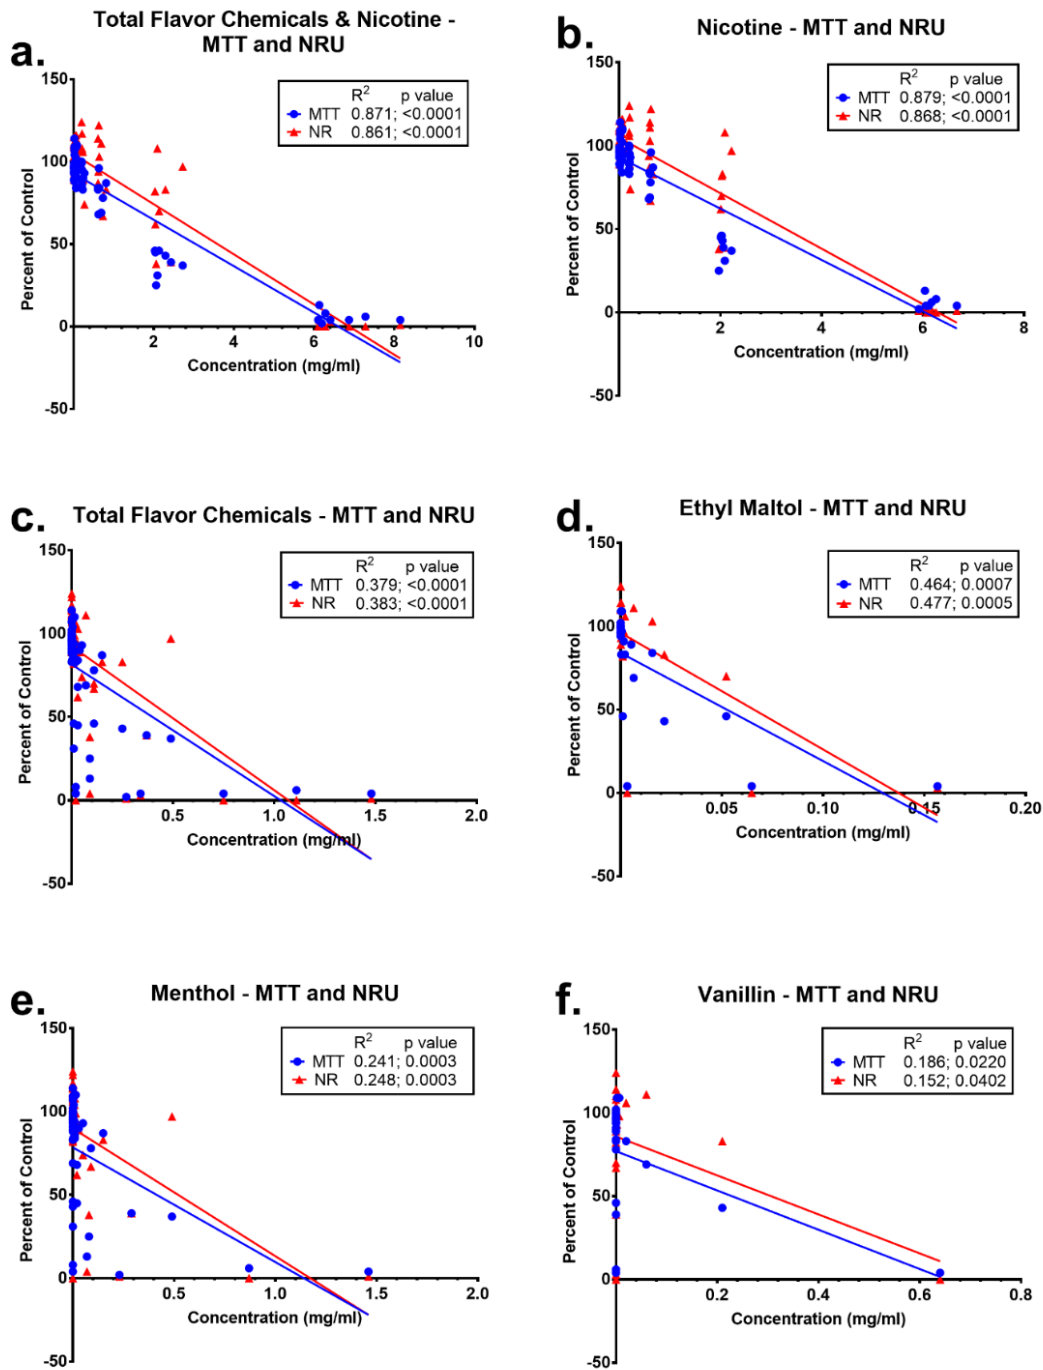 a.
Total Flavor Chemicals & Nicotine -
MTT and NRU
R2 p value
MTT 0.871; <0.0001
NR 0.861; <0.0001
150
100
50
0
-50
2 4 6 8 10
Percent of Control
Concentration (mg/ml)
b.
Nicotine - MTT and NRU
R2 p value
MTT 0.879; <0.0001
NR 0.868; <0.0001
150
100
50
0
-50
2 4 6 8
Percent of Control
Concentration (mg/ml)
c.
Total Flavor Chemicals - MTT and NRU
R2 p value
MTT 0.379; <0.0001
NR 0.383; <0.0001
150
100
50
0
-50
0.5 1.0 1.5 2.0
Percent of Control
Concentration (mg/ml)
d.
Ethyl Maltol - MTT and NRU
R2 p value
MTT 0.464; 0.0007
NR 0.477; 0.0005
150
100
50
0
-50
0.05 0.10 0.15 0.20
Percent of Control
Concentration (mg/ml)
e.
Menthol - MTT and NRU
R2 p value
MTT 0.241; 0.0003
NR 0.248; 0.0003
150
100
50
0
-50
0.5 1.0 1.5 2.0
Percent of Control
Concentration (mg/ml)
f.
Vanillin - MTT and NRU
R2 p value
MTT 0.186; 0.0220
NR 0.152; 0.0402
150
100
50
0
-50
0.2 0.4 0.6 0.8
Percent of Control
Concentration (mg/ml)